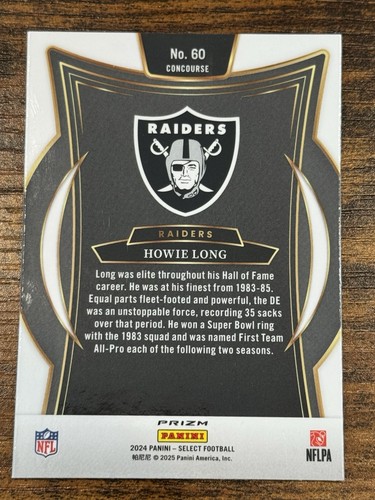 No. 60
CONCOURSE
RAIDERS
RAIDERS
HOWIE LONG
Long was elite throughout his Hall of Fame
career. He was at his finest from 1983-85.
Equal parts fleet-footed and powerful, the DE
was an unstoppable force, recording 35 sacks
over that period. He won a Super Bowl ring
with the 1983 squad and was named First Team
All-Pro each of the following two seasons.
PRIZM
PANINI
NFL
2024 PANINI – SELECT FOOTBALL
帕尼尼 © 2025 Panini America, Inc.
NFLPA